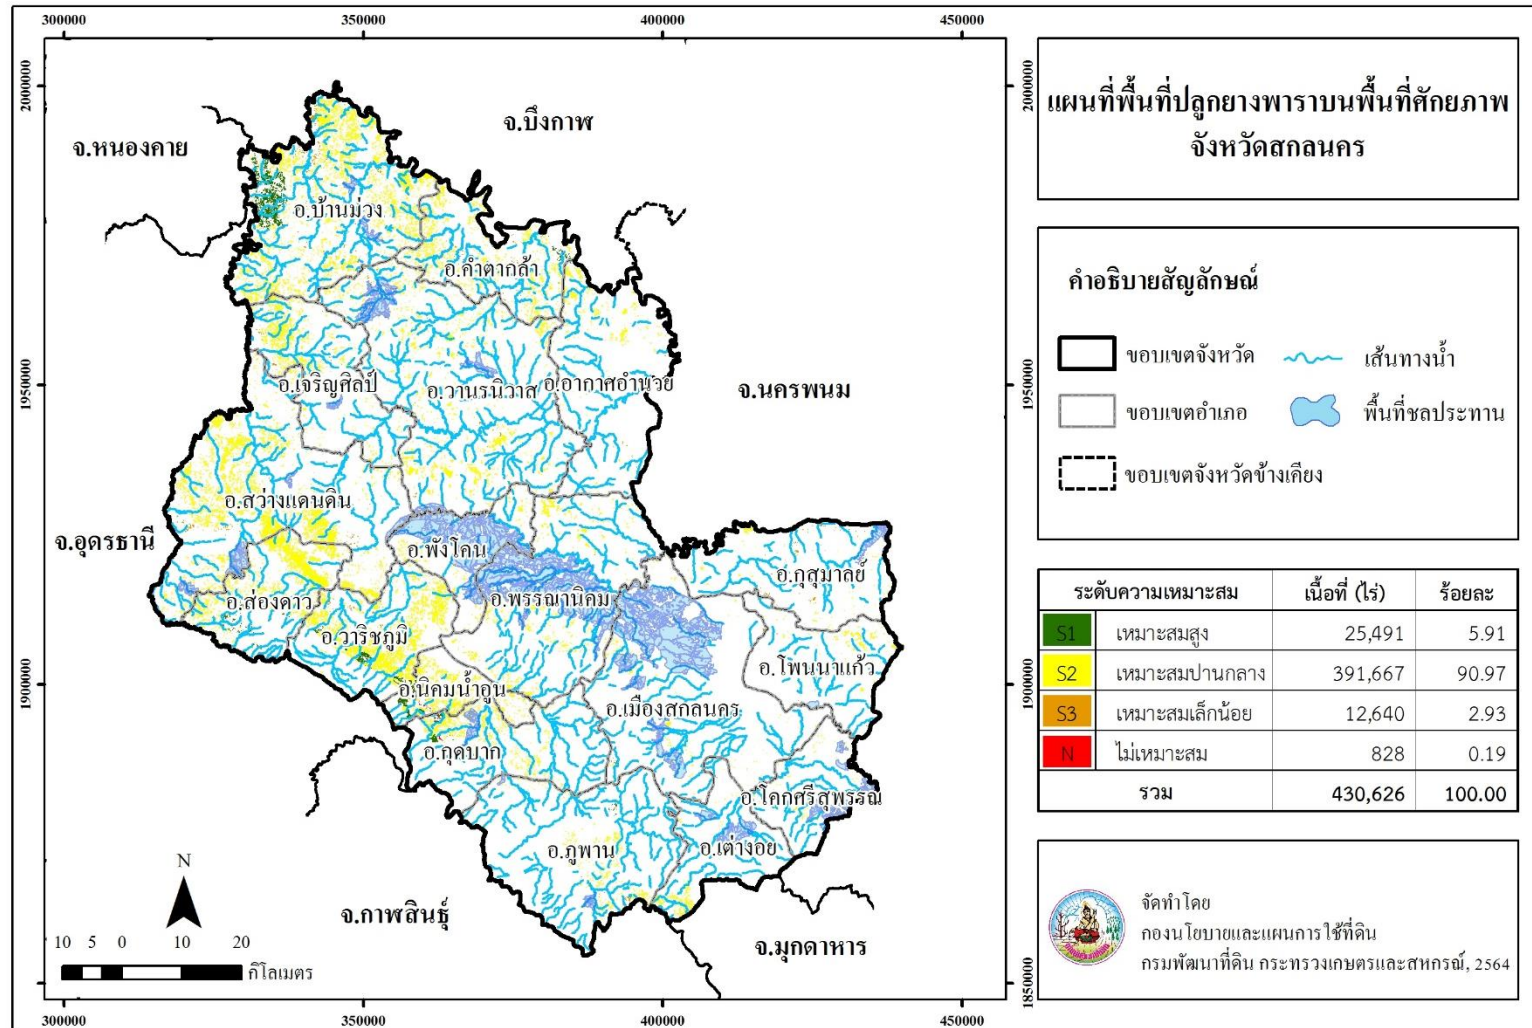 300000 350000 400000 450000
2000000
1950000
1900000
1850000
จ.หนองคาย
จ.บึงกาฬ
อ.บ้านม่วง
อ.คำตากล้า
อ.เจริญศิลป์
อ.วานรนิวาส
อ.อากาศอำนวย
จ.นครพนม
อ.สว่างแดนดิน
จ.อุดรธานี
อ.พังโคน
อ.กุสุมาลย์
อ.ส่องดาว
อ.พรรณานิคม
อ.วาริชภูมิ
อ.โพนนาแก้ว
อ.นิคมน้ำอูน
อ.เมืองสกลนคร
อ.กุดบาก
อ.โคกศรีสุพรรณ
อ.ภูพาน
อ.เต่างอย
จ.กาฬสินธุ์
จ.มุกดาหาร
N
10 5 0 10 20
กิโลเมตร
300000 350000 400000 450000
2000000
1950000
1900000
1850000
แผนที่พื้นที่ปลูกยางพาราบนพื้นที่ศักยภาพ
จังหวัดสกลนคร
คำอธิบายสัญลักษณ์
ขอบเขตจังหวัด เส้นทางน้ำ
ขอบเขตอำเภอ พื้นที่ชลประทาน
ขอบเขตจังหวัดข้างเคียง
ระดับความเหมาะสม เนื้อที่ (ไร่) ร้อยละ
S1 เหมาะสมสูง 25,491 5.91
S2 เหมาะสมปานกลาง 391,667 90.97
S3 เหมาะสมเล็กน้อย 12,640 2.93
N ไม่เหมาะสม 828 0.19
รวม 430,626 100.00
จัดทำโดย
กองนโยบายและแผนการใช้ที่ดิน
กรมพัฒนาที่ดิน กระทรวงเกษตรและสหกรณ์, 2564